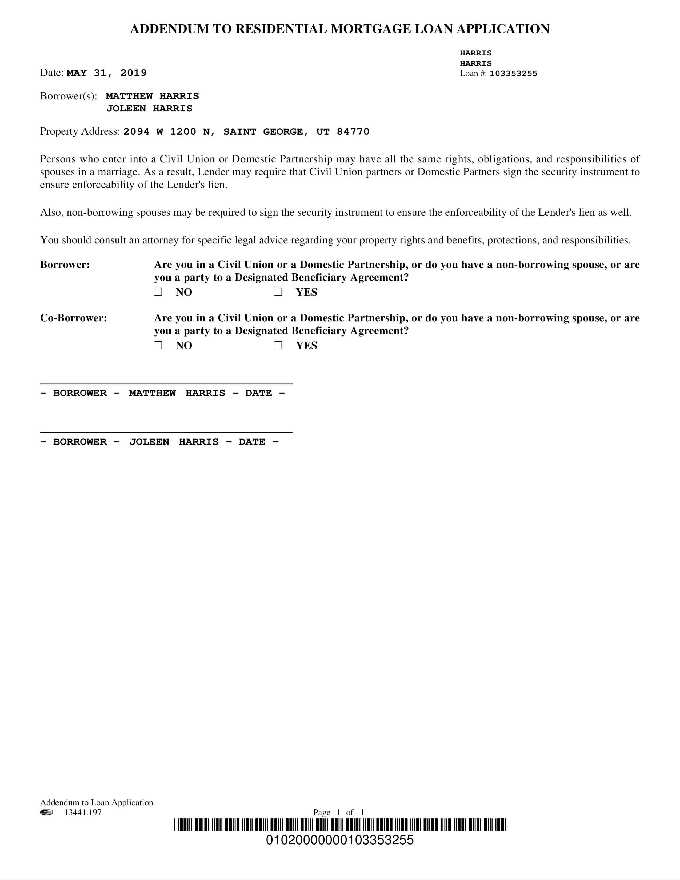 ADDENDUM TO RESIDENTIAL MORTGAGE LOAN APPLICATION
HARRIS
HARRIS
Loan #: 103353255
Date: MAY 31, 2019
Borrower(s): MATTHEW HARRIS
JOLEEN HARRIS
Property Address: 2094 W 1200 N, SAINT GEORGE, UT 84770
Persons who enter into a Civil Union or Domestic Partnership may have all the same rights, obligations, and responsibilities of
spouses in a marriage. As a result, Lender may require that Civil Union partners or Domestic Partners sign the security instrument to
ensure enforceability of the Lender's lien.
Also, non-borrowing spouses may be required to sign the security instrument to ensure the enforceability of the Lender's lien as well.
You should consult an attorney for specific legal advice regarding your property rights and benefits, protections, and responsibilities.
Borrower: Are you in a Civil Union or a Domestic Partnership, or do you have a non-borrowing spouse, or are
you a party to a Designated Beneficiary Agreement?
☐ NO ☐ YES
Co-Borrower: Are you in a Civil Union or a Domestic Partnership, or do you have a non-borrowing spouse, or are
you a party to a Designated Beneficiary Agreement?
☐ NO ☐ YES
- BORROWER - MATTHEW HARRIS - DATE -
- BORROWER - JOLEEN HARRIS - DATE -
Addendum to Loan Application
13441.197 Page 1 of 1
01020000000103353255